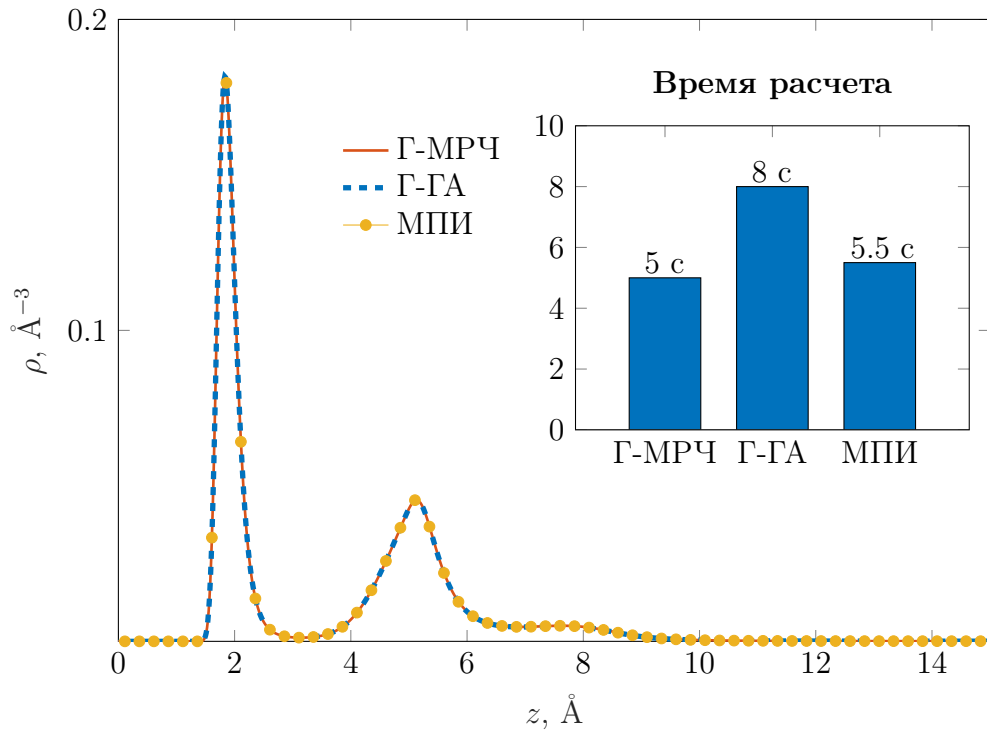 0.2
0.1
ρ, Å⁻³
Г-МРЧ
Г-ГА
МПИ
Время расчета
10
8
6
4
2
0
5 с
8 с
5.5 с
Г-МРЧ Г-ГА МПИ
0 2 4 6 8 10 12 14
z, Å